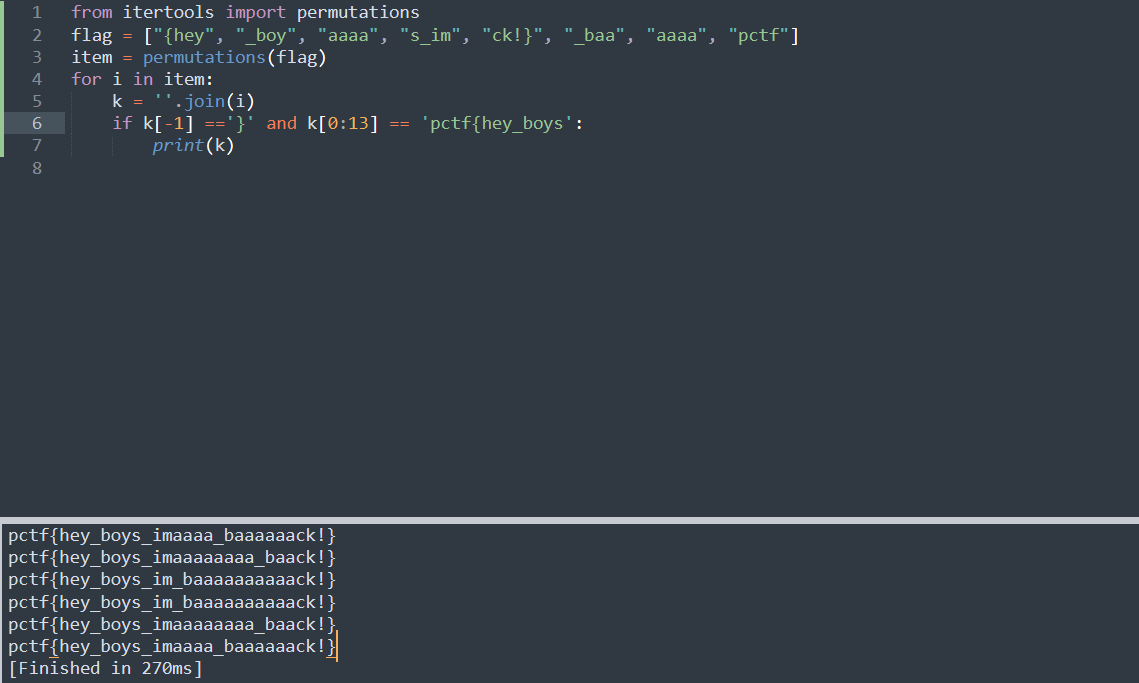 1 from itertools import permutations
2 flag = ["{hey", "_boy", "aaaa", "s_im", "ck!}", "_baa", "aaaa", "pctf"]
3 item = permutations(flag)
4 for i in item:
5     k = ''.join(i)
6     if k[-1] =='}' and k[0:13] == 'pctf{hey_boys':
7         print(k)
8
pctf{hey_boys_imaaaa_baaaaaack!}
pctf{hey_boys_imaaaaaaaa_baack!}
pctf{hey_boys_im_baaaaaaaaaack!}
pctf{hey_boys_im_baaaaaaaaaack!}
pctf{hey_boys_imaaaaaaaa_baack!}
pctf{hey_boys_imaaaa_baaaaaack!}
[Finished in 270ms]